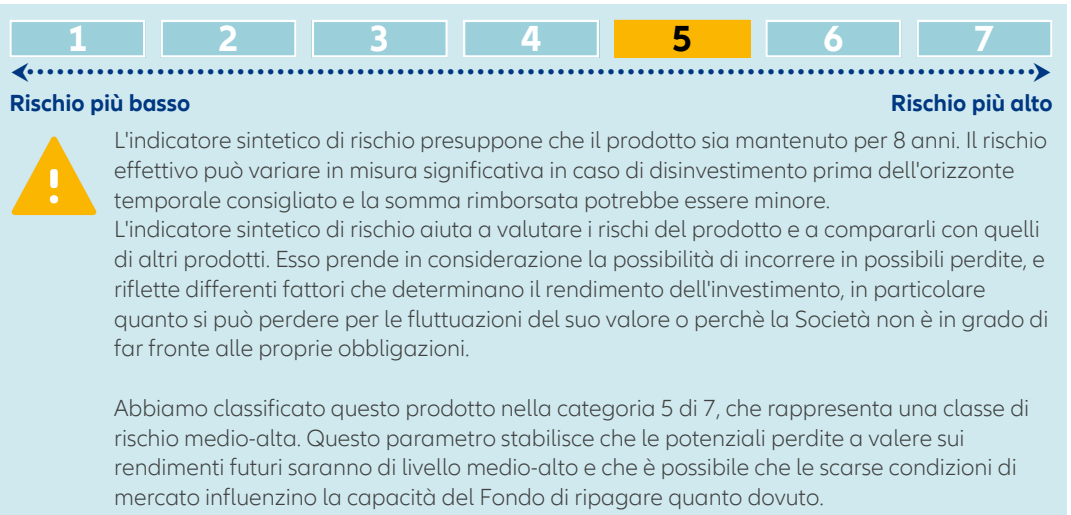 1 2 3 4 5 6 7
Rischio più basso Rischio più alto
L'indicatore sintetico di rischio presuppone che il prodotto sia mantenuto per 8 anni. Il rischio
effettivo può variare in misura significativa in caso di disinvestimento prima dell'orizzonte
temporale consigliato e la somma rimborsata potrebbe essere minore.
L'indicatore sintetico di rischio aiuta a valutare i rischi del prodotto e a compararli con quelli
di altri prodotti. Esso prende in considerazione la possibilità di incorrere in possibili perdite, e
riflette differenti fattori che determinano il rendimento dell'investimento, in particolare
quanto si può perdere per le fluttuazioni del suo valore o perchè la Società non è in grado di
far fronte alle proprie obbligazioni.
Abbiamo classificato questo prodotto nella categoria 5 di 7, che rappresenta una classe di
rischio medio-alta. Questo parametro stabilisce che le potenziali perdite a valere sui
rendimenti futuri saranno di livello medio-alto e che è possibile che le scarse condizioni di
mercato influenzino la capacità del Fondo di ripagare quanto dovuto.